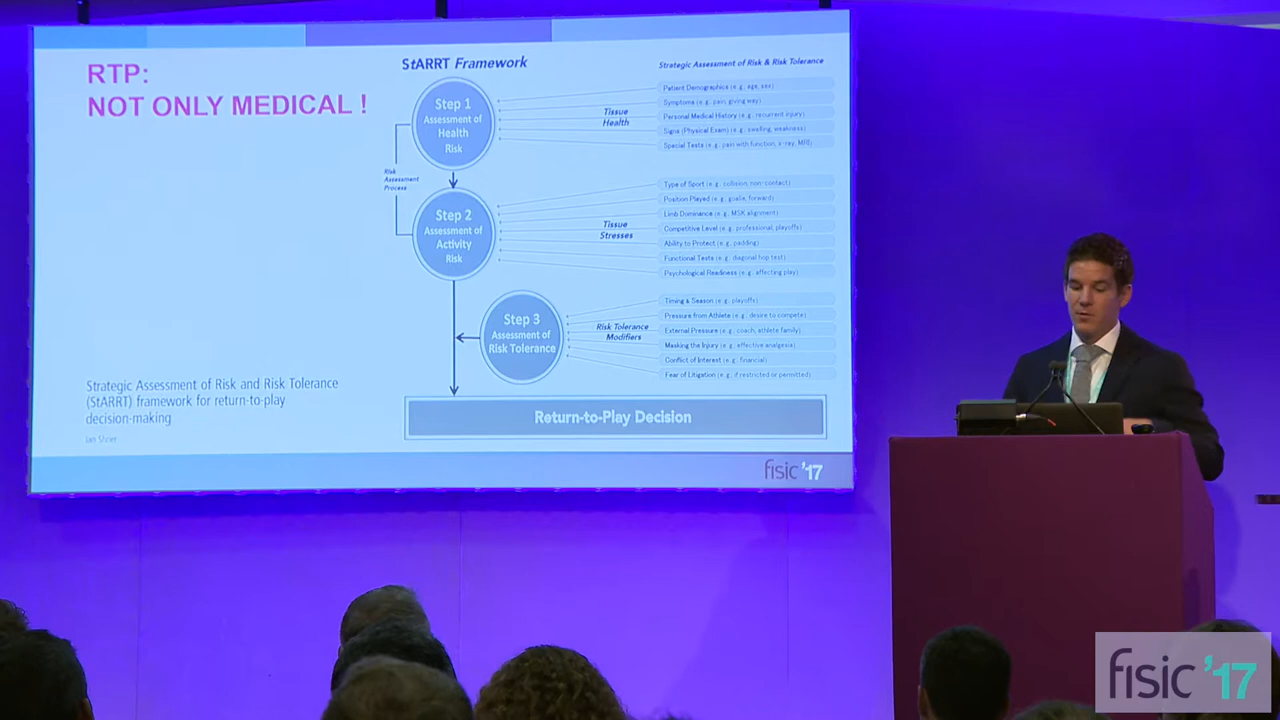 RTP:
NOT ONLY MEDICAL !
StARRT Framework
Strategic Assessment of Risk & Risk Tolerance
Step 1
Assessment of
Health
Risk
Tissue
Health
Patient Demographics (e.g., age, sex)
Symptoms (e.g., pain, giving way)
Personal Medical History (e.g., recurrent injury)
Signs (Physical Exam) (e.g., swelling, weakness)
Special Tests (e.g., pain with function, x-ray, MRI)
Risk
Assessment
Process
Step 2
Assessment of
Activity
Risk
Tissue
Stresses
Type of Sport (e.g., collision, non-contact)
Position Played (e.g., goalie, forward)
Limb Dominance (e.g., MSK alignment)
Competitive Level (e.g., professional, playoffs)
Ability to Protect (e.g., padding)
Functional Tests (e.g., diagonal hop test)
Psychological Readiness (e.g., affecting play)
Step 3
Assessment of
Risk Tolerance
Risk Tolerance
Modifiers
Timing & Season (e.g., playoffs)
Pressure from Athlete (e.g., desire to compete)
External Pressure (e.g., coach, athlete family)
Masking the Injury (e.g., effective analgesia)
Conflict of Interest (e.g., financial)
Fear of Litigation (e.g., if restricted or permitted)
Return-to-Play Decision
Strategic Assessment of Risk and Risk Tolerance
(StARRT) framework for return-to-play
decision-making
Ian Shrier
fisic '17
fisic '17